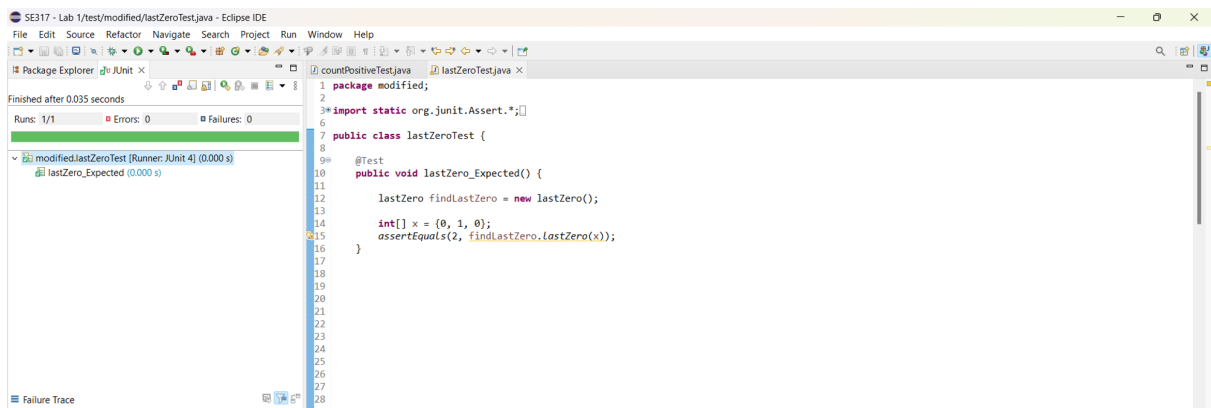 SE317 - Lab 1/test/modified/lastZeroTest.java - Eclipse IDE
File Edit Source Refactor Navigate Search Project Run Window Help
Package Explorer JUnit
Finished after 0.035 seconds
Runs: 1/1 Errors: 0 Failures: 0
modified.lastZeroTest [Runner: JUnit 4] (0.000 s)
lastZero_Expected (0.000 s)
Failure Trace
countPositiveTest.java lastZeroTest.java
1 package modified;
2
3 import static org.junit.Assert.*;
6
7 public class lastZeroTest {
8
9 @Test
10 public void lastZero_Expected() {
11
12 lastZero findLastZero = new lastZero();
13
14 int[] x = {0, 1, 0};
15 assertEquals(2, findLastZero.lastZero(x));
16 }
17
18
19
20
21
22
23
24
25
26
27
28